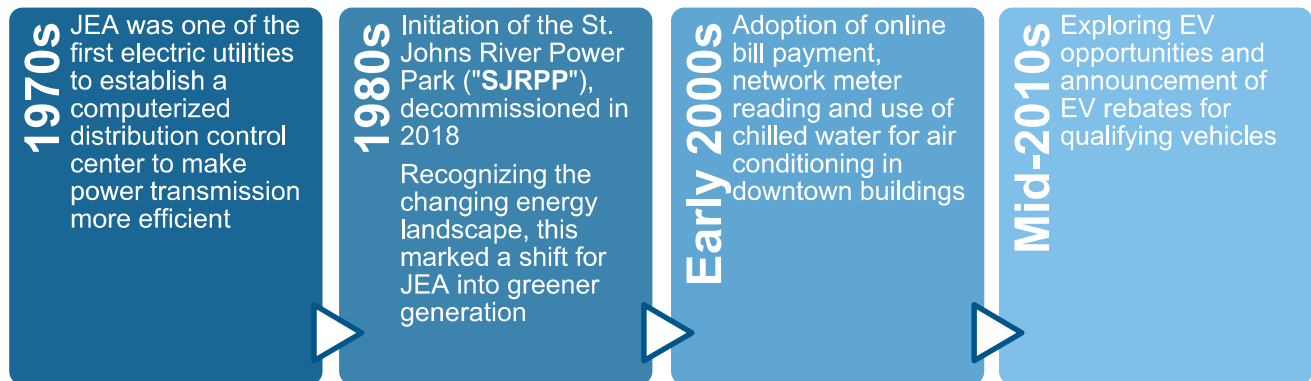 1970s
JEA was one of the
first electric utilities
to establish a
computerized
distribution control
center to make
power transmission
more efficient
1980s
Initiation of the St.
Johns River Power
Park ("SJRPP"),
decommissioned in
2018
Recognizing the
changing energy
landscape, this
marked a shift for
JEA into greener
generation
Early 2000s
Adoption of online
bill payment,
network meter
reading and use of
chilled water for air
conditioning in
downtown buildings
Mid-2010s
Exploring EV
opportunities and
announcement of
EV rebates for
qualifying vehicles